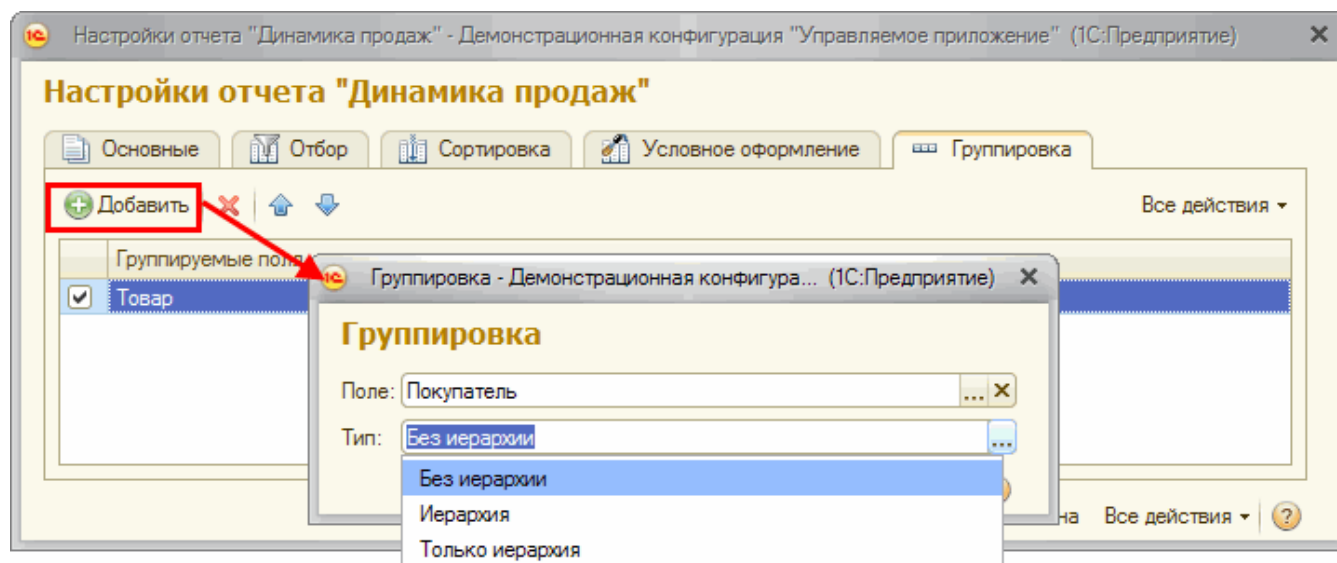 Настройки отчета "Динамика продаж" - Демонстрационная конфигурация "Управляемое приложение" (1С:Предприятие)
Настройки отчета "Динамика продаж"
Основные Отбор Сортировка Условное оформление Группировка
Добавить Все действия
Группируемые поля
Товар
Группировка - Демонстрационная конфигура... (1С:Предприятие)
Группировка
Поле: Покупатель ...
Тип: Без иерархии ...
Без иерархии
Иерархия
Только иерархия
Все действия ?